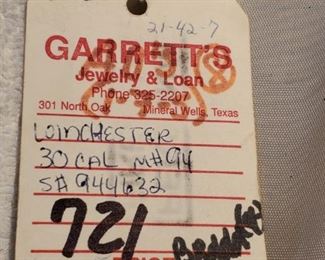 21-42-7
GARRETT'S
Jewelry & Loan
Phone 325-2207
301 North Oak Mineral Wells, Texas
WINCHESTER
30 CAL M#94
S# 944632
721